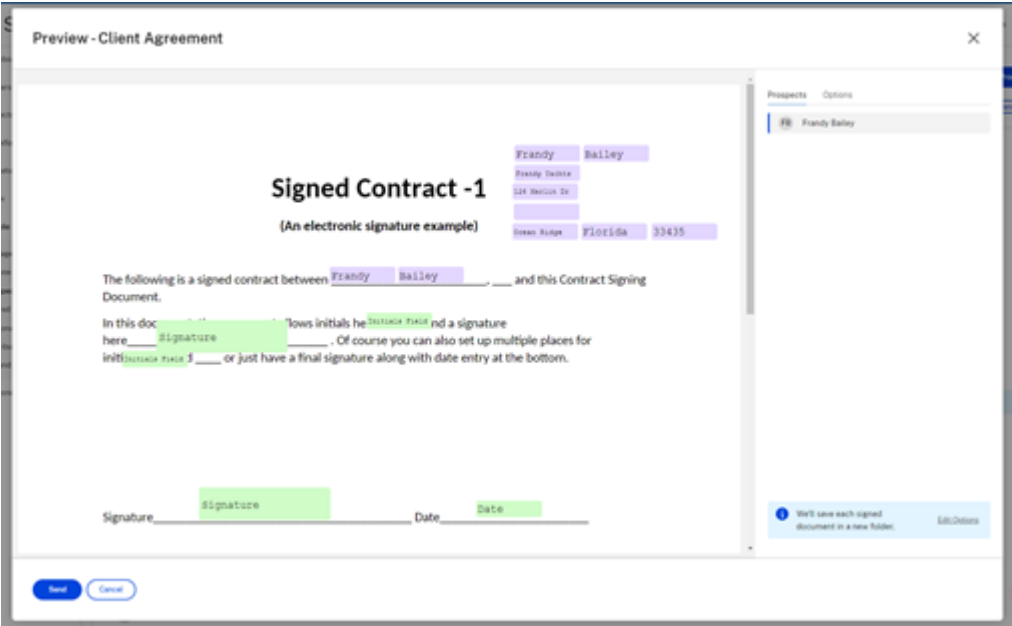 Preview - Client Agreement
Prospects Options
FB Frandy Bailey
Frandy Bailey
Frandy
Signed Contract -1
(An electronic signature example)
Ocean Ridge Florida 33435
The following is a signed contract between Frandy Bailey , ___ and this Contract Signing
Document.
In this doc lows initials he Initials Field nd a signature
here____ Signature ______ . Of course you can also set up multiple places for
initi Initials Field d ____ or just have a final signature along with date entry at the bottom.
Signature Signature Date Date
We'll save each signed
document in a new folder.
Edit Options
Send Cancel